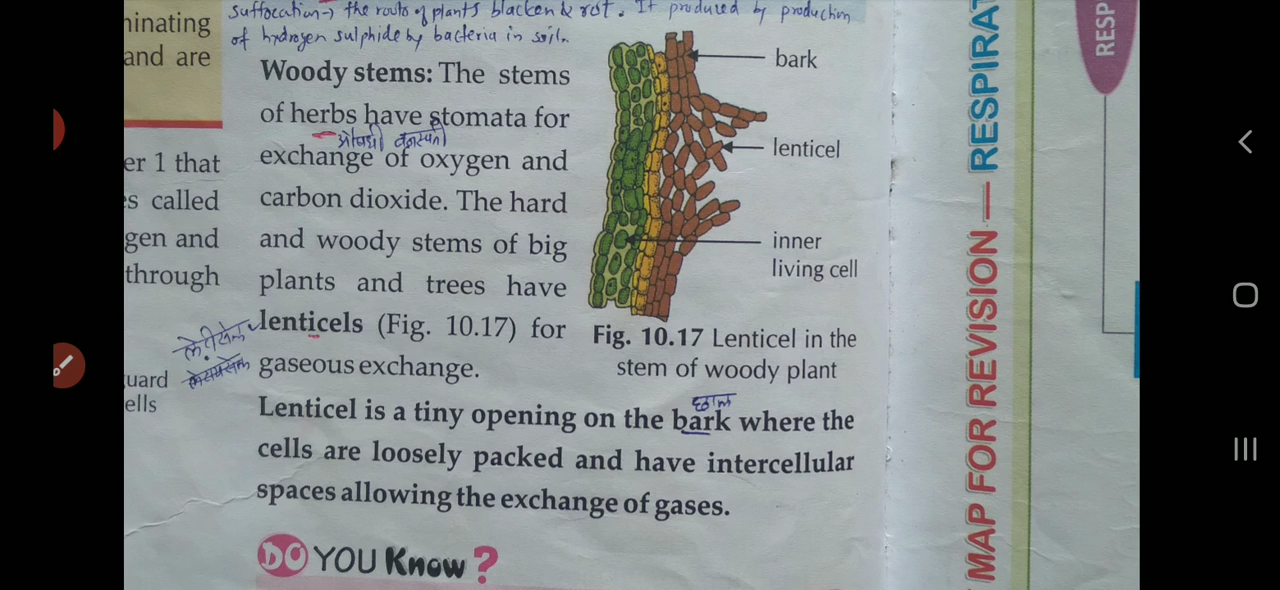 suffocation→ the roots of plants blacken & rot. It produced by production
of hydrogen sulphide by bacteria in soil.
ninating
and are
er 1 that
s called
gen and
through
uard
ells
Woody stems: The stems
of herbs have stomata for
औषधी
exchange of oxygen and
carbon dioxide. The hard
and woody stems of big
plants and trees have
lenticels (Fig. 10.17) for
gaseous exchange.
bark
lenticel
inner
living cell
Fig. 10.17 Lenticel in the
stem of woody plant
छाल
Lenticel is a tiny opening on the bark where the
cells are loosely packed and have intercellular
spaces allowing the exchange of gases.
DO YOU Know?
MAP FOR REVISION — RESPIRAT
RESP